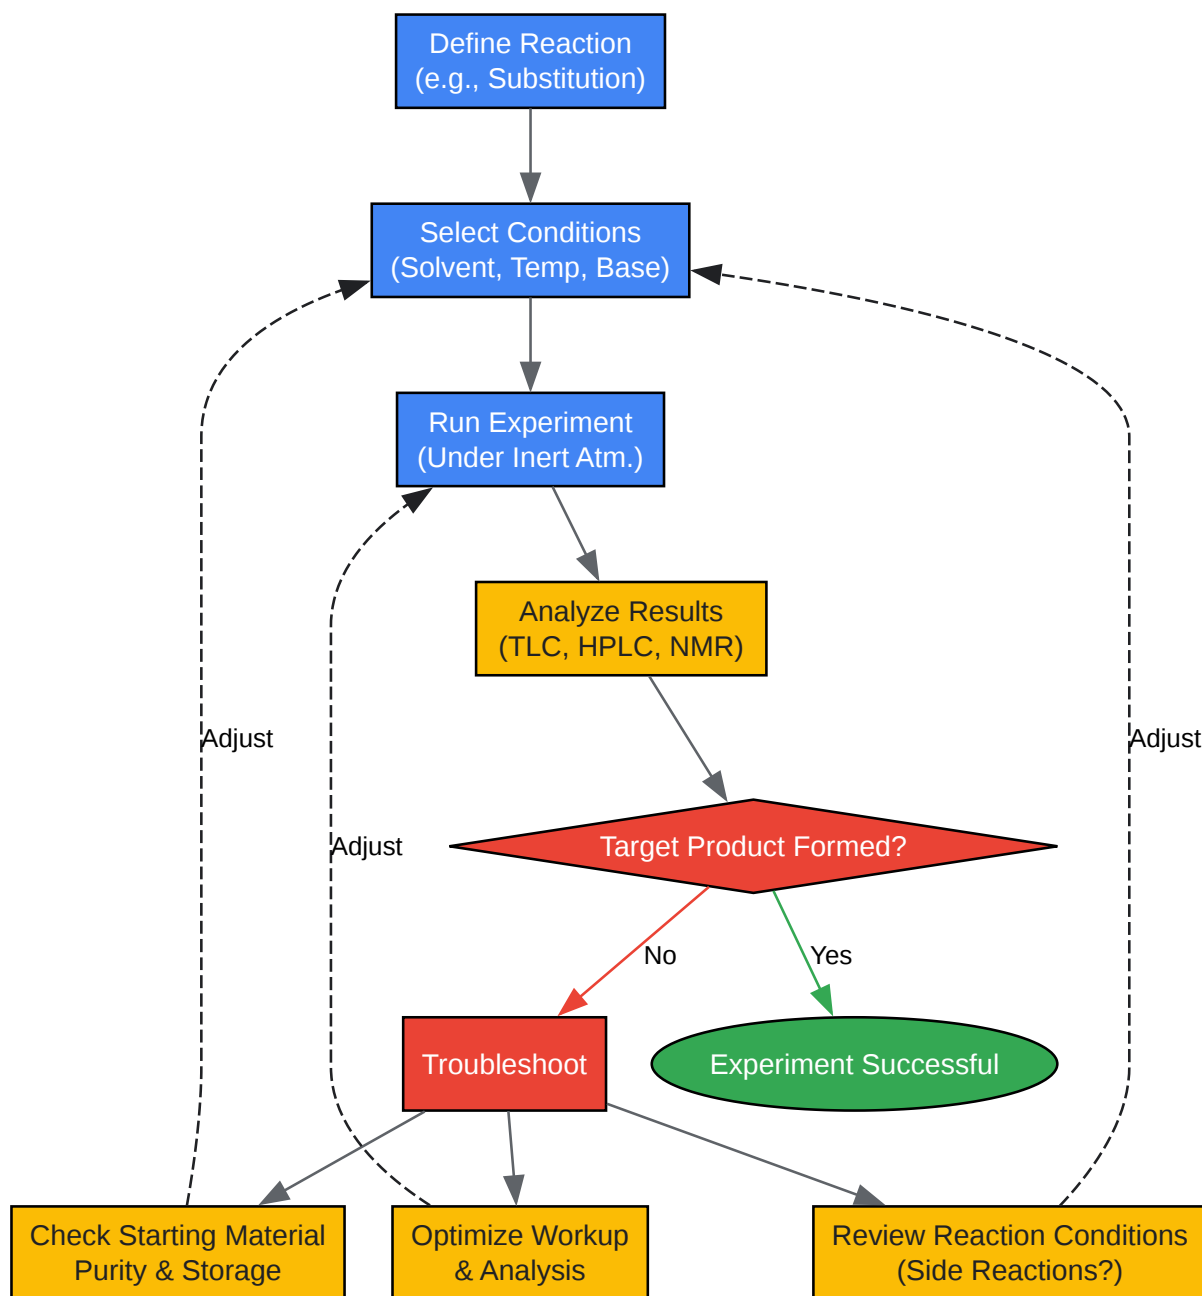 Define Reaction
(e.g., Substitution)
Select Conditions
(Solvent, Temp, Base)
Run Experiment
(Under Inert Atm.)
Analyze Results
(TLC, HPLC, NMR)
Adjust
Adjust
Adjust
Target Product Formed?
No
Yes
Troubleshoot
Experiment Successful
Check Starting Material
Purity & Storage
Optimize Workup
& Analysis
Review Reaction Conditions
(Side Reactions?)